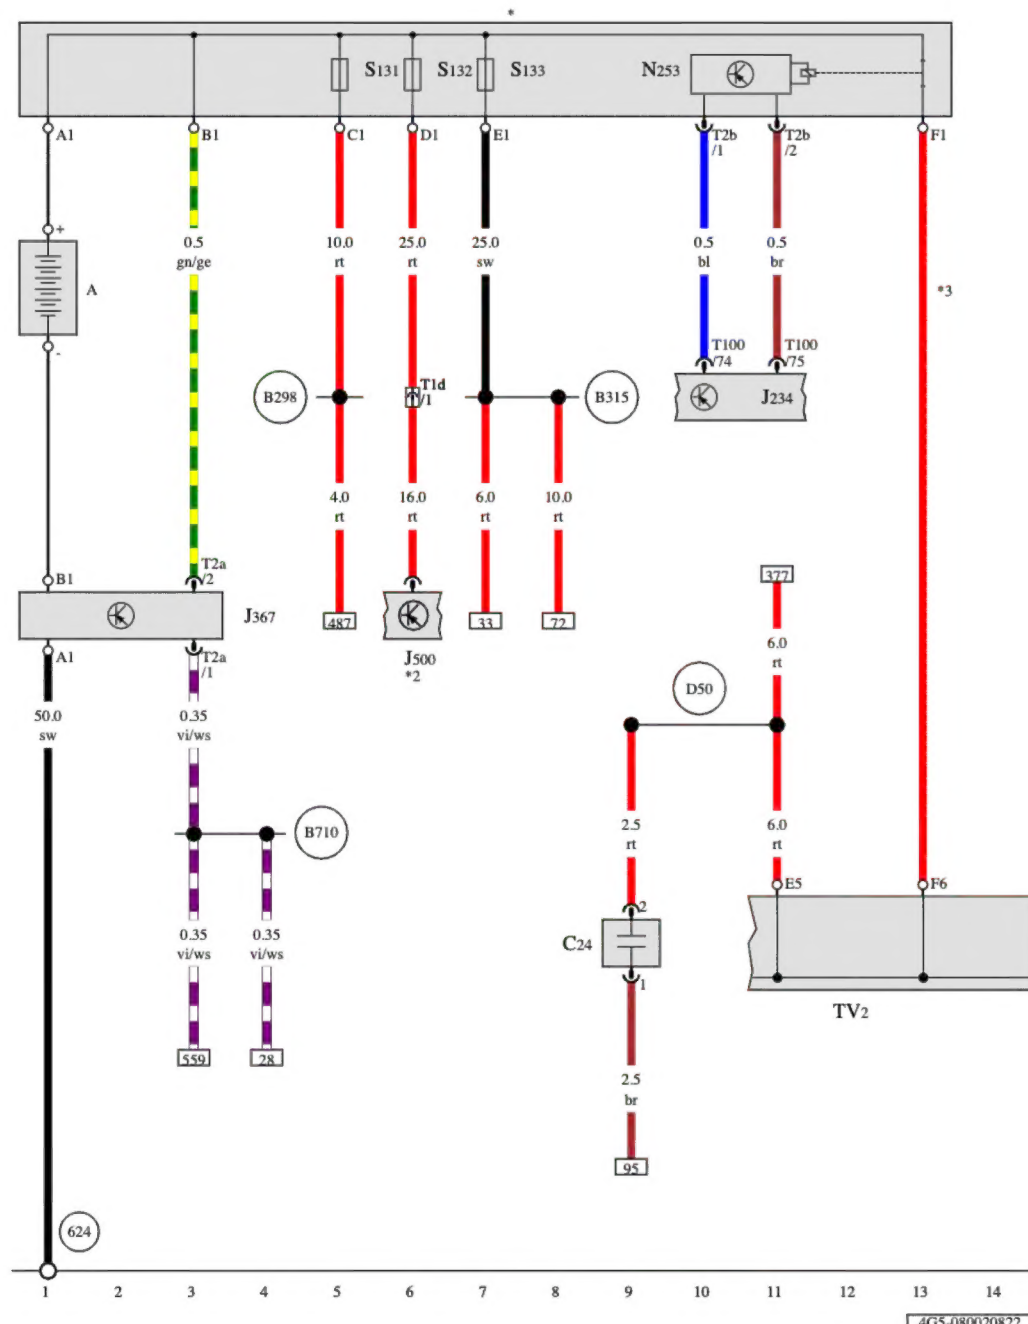 *
S131 S132 S133 N253
A1 B1 C1 D1 E1 T2b/1 T2b/2 F1
+
A
-
0.5 gn/ge
10.0 rt
25.0 rt
25.0 sw
0.5 bl
0.5 br
*3
T100/74 T100/75
J234
B298
T1d/1
B315
4.0 rt
16.0 rt
6.0 rt
10.0 rt
B1
T2a/2
J367
487
33
72
377
J500
*2
A1
T2a/1
6.0 rt
D50
50.0 sw
0.35 vi/ws
B710
2.5 rt
6.0 rt
E5 F6
2
C24
1
0.35 vi/ws
0.35 vi/ws
TV2
559
28
2.5 br
95
624
1 2 3 4 5 6 7 8 9 10 11 12 13 14
4G5-080020822